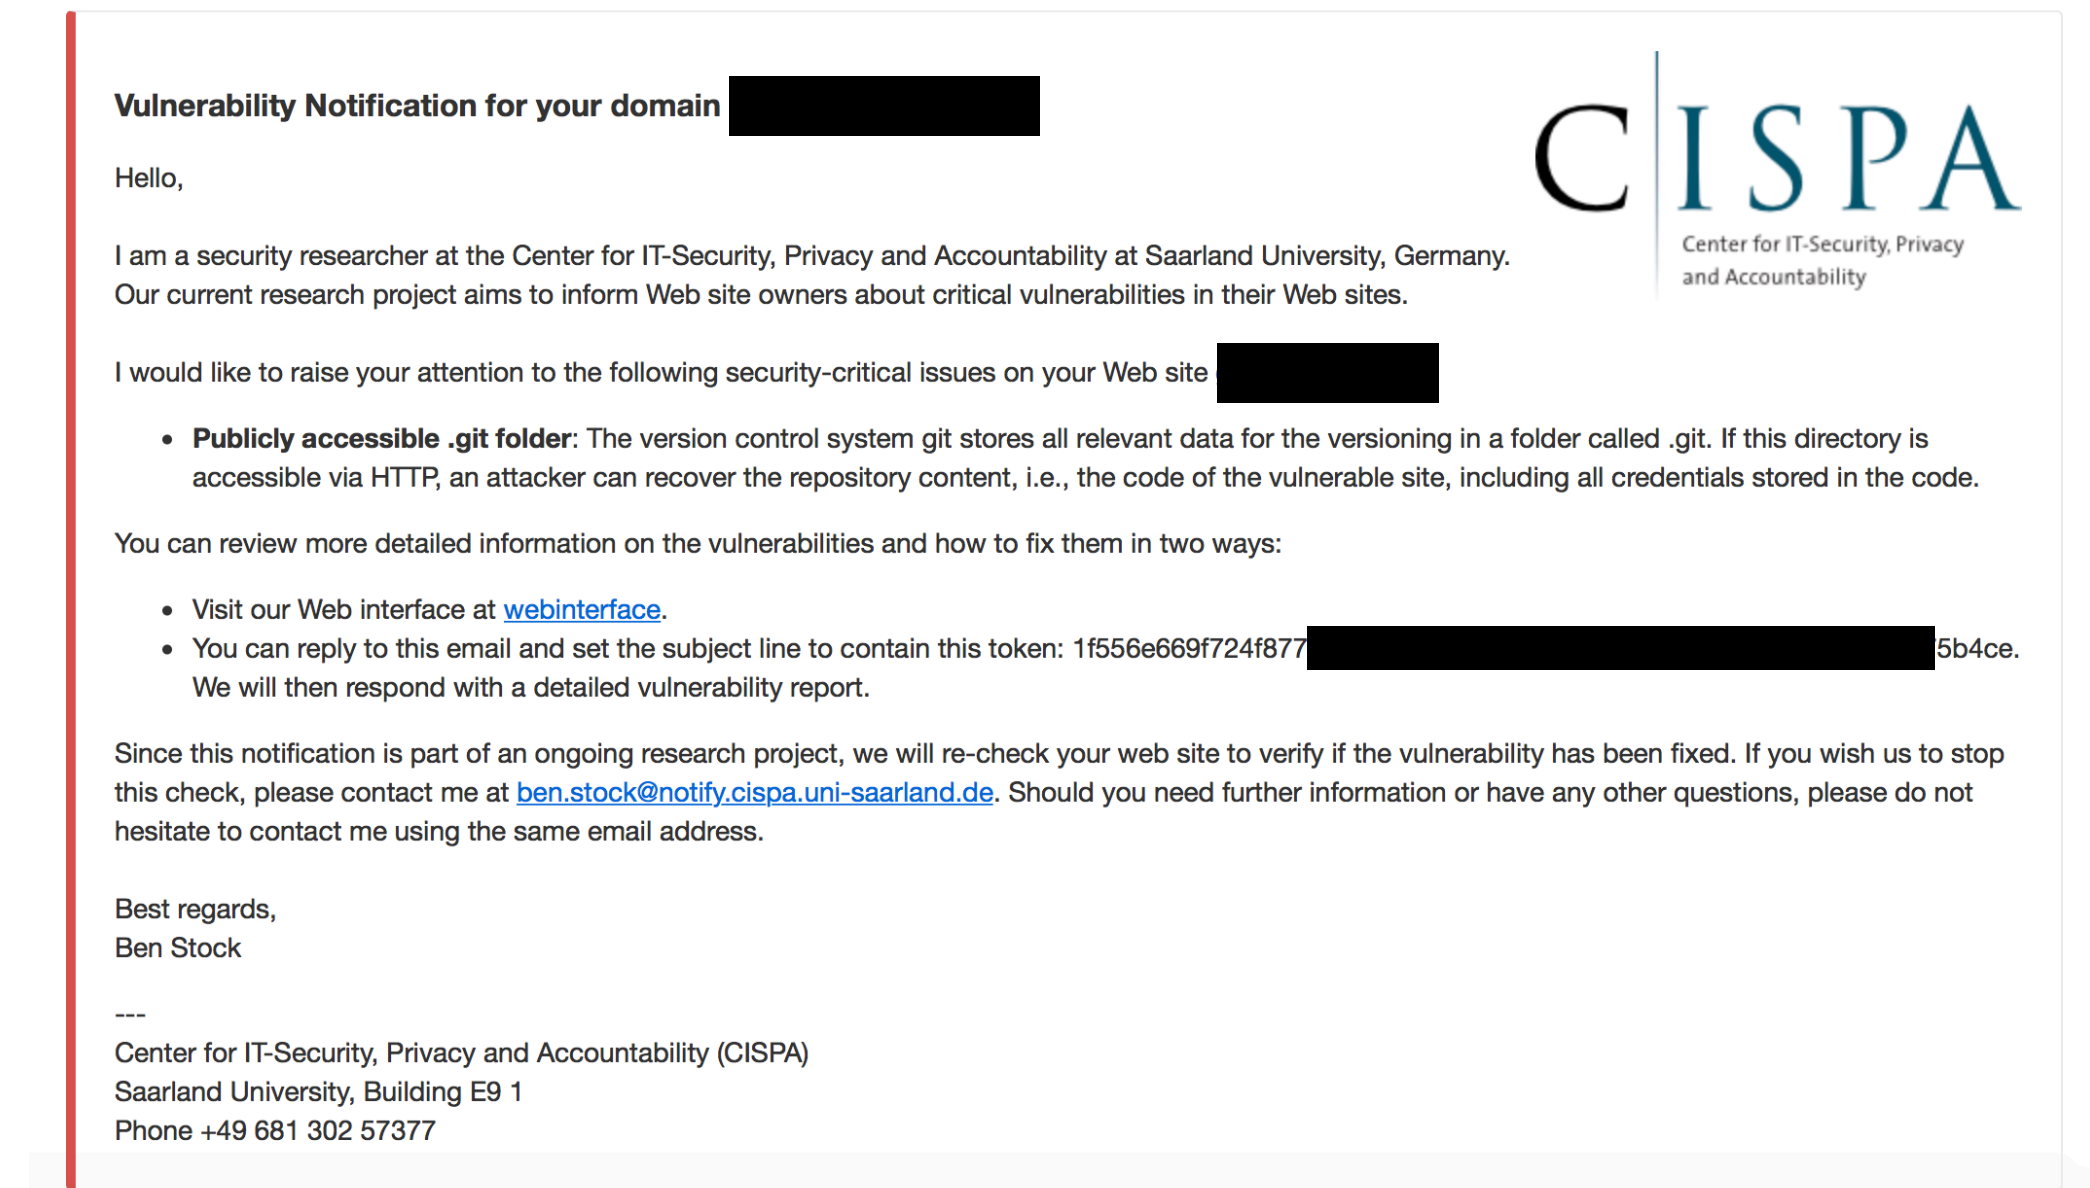 Vulnerability Notification for your domain
CISPA
Center for IT-Security, Privacy
and Accountability
Hello,
I am a security researcher at the Center for IT-Security, Privacy and Accountability at Saarland University, Germany.
Our current research project aims to inform Web site owners about critical vulnerabilities in their Web sites.
I would like to raise your attention to the following security-critical issues on your Web site
• Publicly accessible .git folder: The version control system git stores all relevant data for the versioning in a folder called .git. If this directory is
accessible via HTTP, an attacker can recover the repository content, i.e., the code of the vulnerable site, including all credentials stored in the code.
You can review more detailed information on the vulnerabilities and how to fix them in two ways:
• Visit our Web interface at webinterface.
• You can reply to this email and set the subject line to contain this token: 1f556e669f724f877 5b4ce.
We will then respond with a detailed vulnerability report.
Since this notification is part of an ongoing research project, we will re-check your web site to verify if the vulnerability has been fixed. If you wish us to stop
this check, please contact me at ben.stock@notify.cispa.uni-saarland.de. Should you need further information or have any other questions, please do not
hesitate to contact me using the same email address.
Best regards,
Ben Stock
---
Center for IT-Security, Privacy and Accountability (CISPA)
Saarland University, Building E9 1
Phone +49 681 302 57377